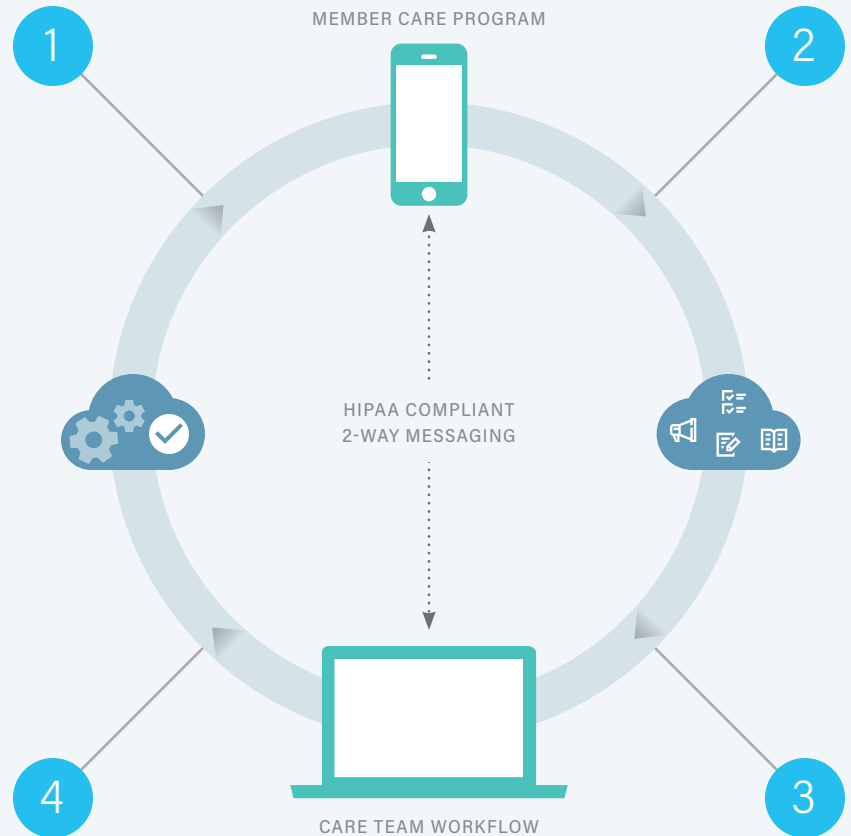 MEMBER CARE PROGRAM
1
2
HIPAA COMPLIANT
2-WAY MESSAGING
4
3
CARE TEAM WORKFLOW